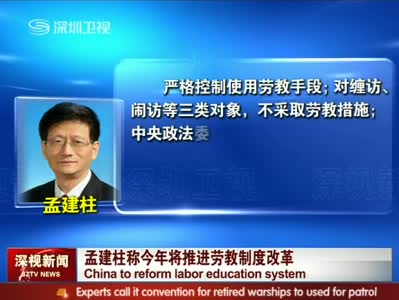 深圳卫视
严格控制使用劳教手段；对缠访、
闹访等三类对象，不采取劳教措施；
中央政法委
孟建柱
深视新闻
SZTV NEWS
孟建柱称今年将推进劳教制度改革
China to reform labor education system
Experts call it convention for retired warships to used for patrol